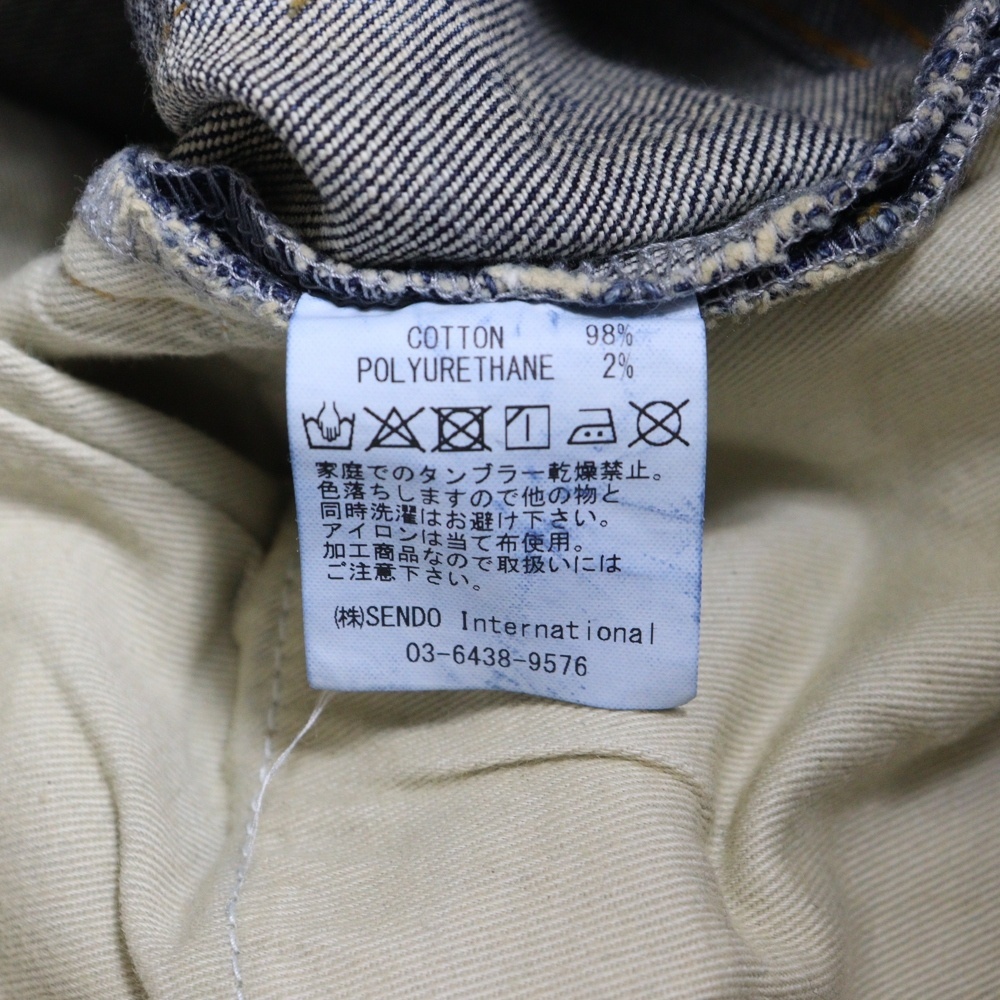 COTTON 98%
POLYURETHANE 2%
家庭でのタンブラー乾燥禁止。
色落ちしますので他の物と
同時洗濯はお避け下さい。
アイロンは当て布使用。
加工商品なので取扱いには
ご注意下さい。
㈱SENDO International
03-6438-9576